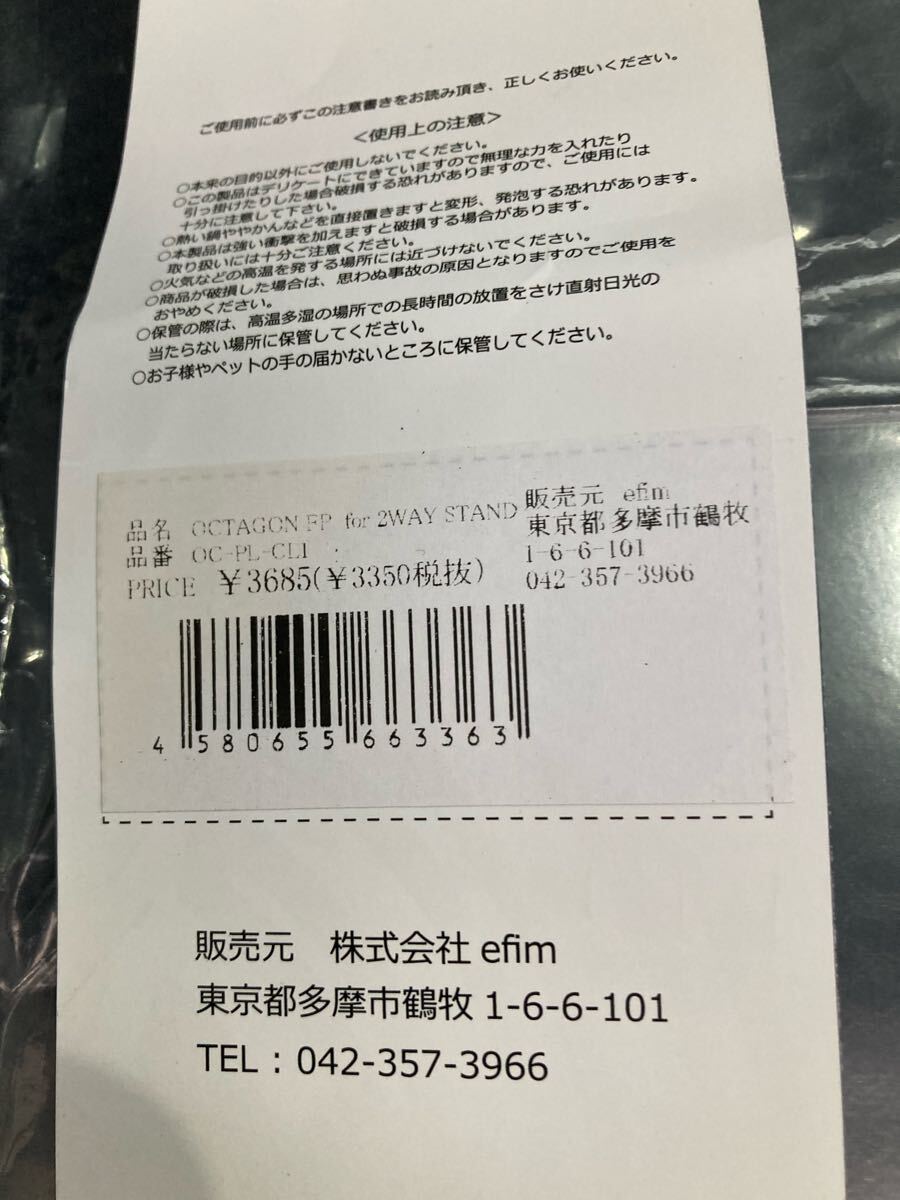 ご使用前に必ずこの注意書きをお読み頂き、正しくお使いください。
＜使用上の注意＞
○本来の目的以外にご使用しないでください。
○この製品はデリケートにできていますので無理な力を入れたり
引っ掛けたりした場合破損する恐れがありますので、ご使用には
十分に注意して下さい。
○熱い鍋ややかんなどを直接置きますと変形、発泡する恐れがあります。
○本製品は強い衝撃を加えますと破損する場合があります。
取り扱いには十分ご注意ください。
○火気などの高温を発する場所には近づけないでください。
○商品が破損した場合は、思わぬ事故の原因となりますのでご使用を
おやめください。
○保管の際は、高温多湿の場所での長時間の放置をさけ直射日光の
当たらない場所に保管してください。
○お子様やペットの手の届かないところに保管してください。
品名 OCTAGON FP for 2WAY STAND
品番 OC-PL-CL1
PRICE ￥3685(￥3350税抜)
販売元 efim
東京都多摩市鶴牧
1-6-6-101
042-357-3966
4 580655 663363
販売元 株式会社 efim
東京都多摩市鶴牧 1-6-6-101
TEL : 042-357-3966